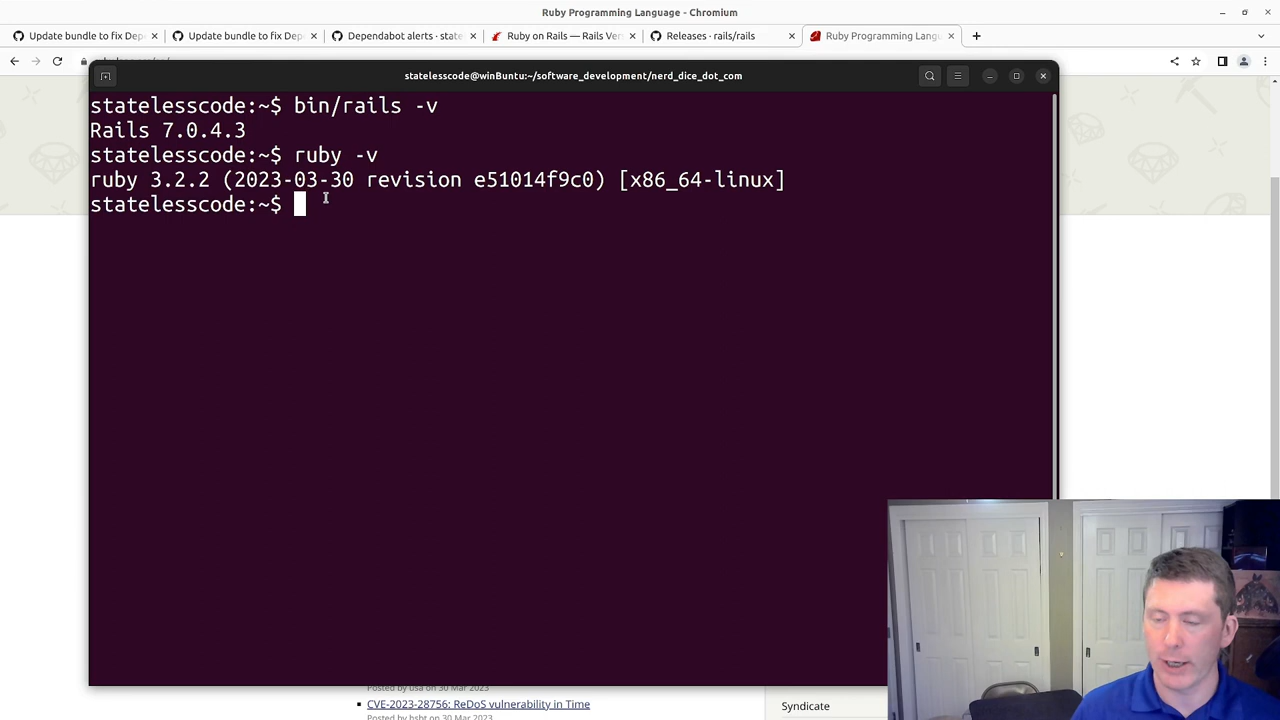 Ruby Programming Language - Chromium
Update bundle to fix Dep
Update bundle to fix Dep
Dependabot alerts · state
Ruby on Rails — Rails Ver
Releases · rails/rails
Ruby Programming Langu
statelesscode@winBuntu:~/software_development/nerd_dice_dot_com
statelesscode:~$ bin/rails -v
Rails 7.0.4.3
statelesscode:~$ ruby -v
ruby 3.2.2 (2023-03-30 revision e51014f9c0) [x86_64-linux]
statelesscode:~$
Posted by usa on 30 Mar 2023
CVE-2023-28756: ReDoS vulnerability in Time
Posted by hsbt on 30 Mar 2023
Syndicate